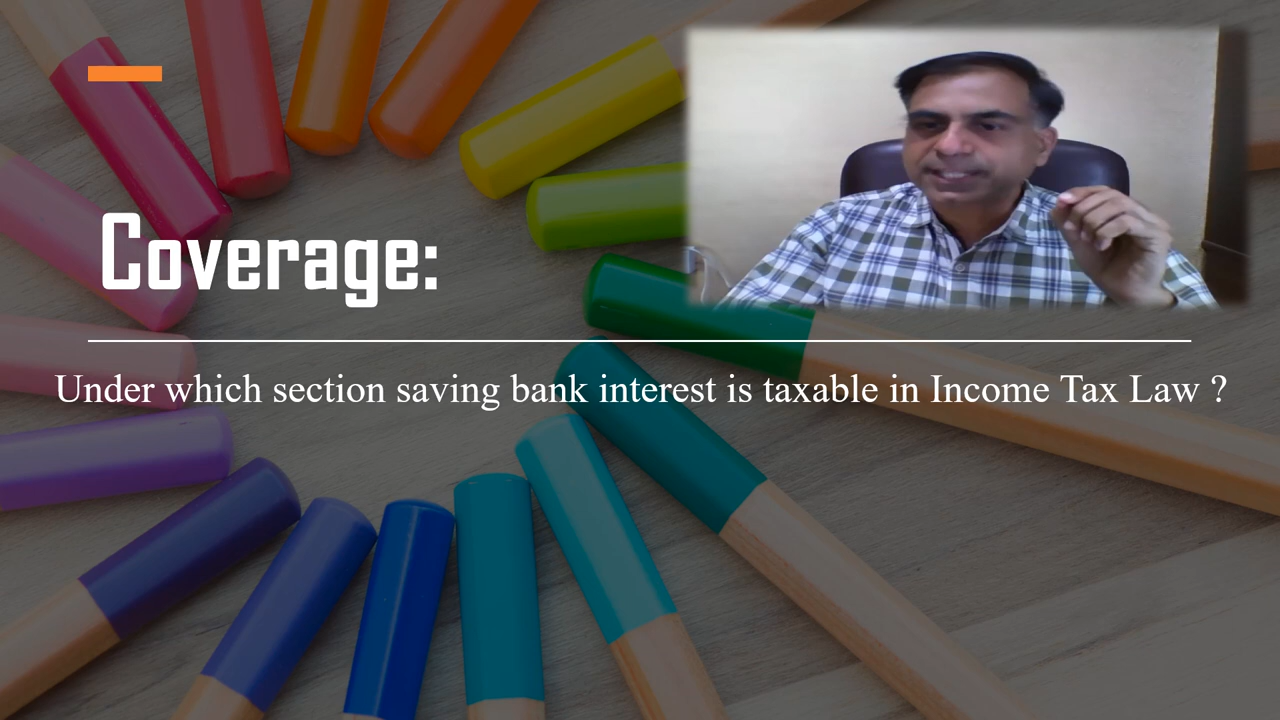 Coverage:
Under which section saving bank interest is taxable in Income Tax Law ?